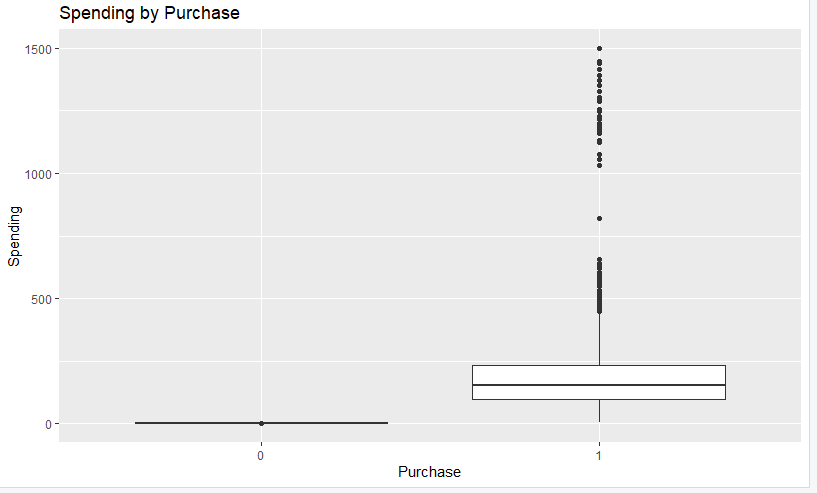 Spending by Purchase
1500
1000
500
0
Spending
0 1
Purchase